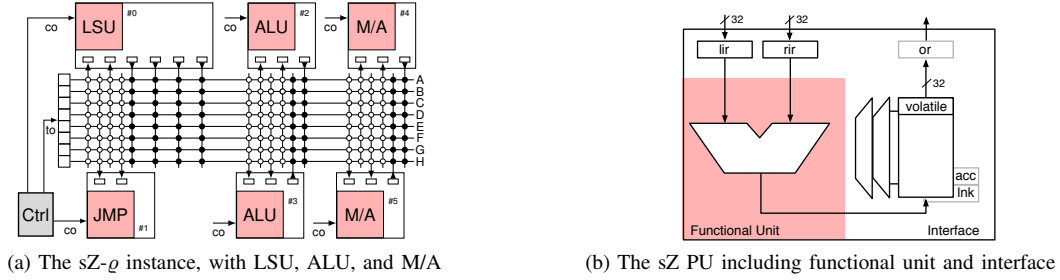 LSU #0
ALU #2
M/A #4
co
co
co
A
B
C
D
E
F
G
H
to
Ctrl
co
JMP
#1
co
ALU
#3
co
M/A
#5
(a) The sZ-ϱ instance, with LSU, ALU, and M/A
32
32
lir
rir
or
32
volatile
acc
lnk
Functional Unit
Interface
(b) The sZ PU including functional unit and interface